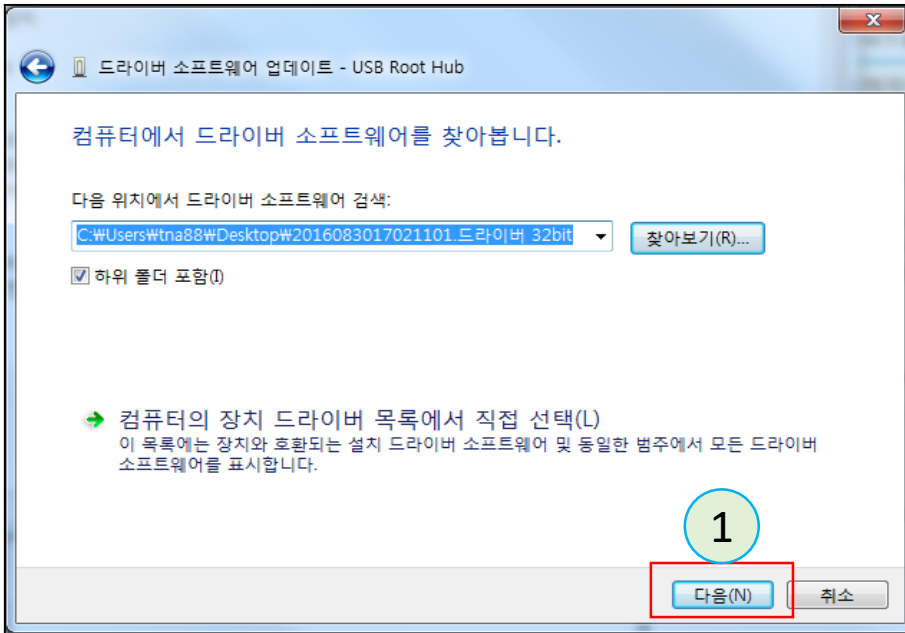 드라이버 소프트웨어 업데이트 - USB Root Hub
컴퓨터에서 드라이버 소프트웨어를 찾아봅니다.
다음 위치에서 드라이버 소프트웨어 검색:
C:₩Users₩tna88₩Desktop₩2016083017021101.드라이버 32bit
찾아보기(R)...
하위 폴더 포함(I)
컴퓨터의 장치 드라이버 목록에서 직접 선택(L)
이 목록에는 장치와 호환되는 설치 드라이버 소프트웨어 및 동일한 범주에서 모든 드라이버
소프트웨어를 표시합니다.
1
다음(N)
취소